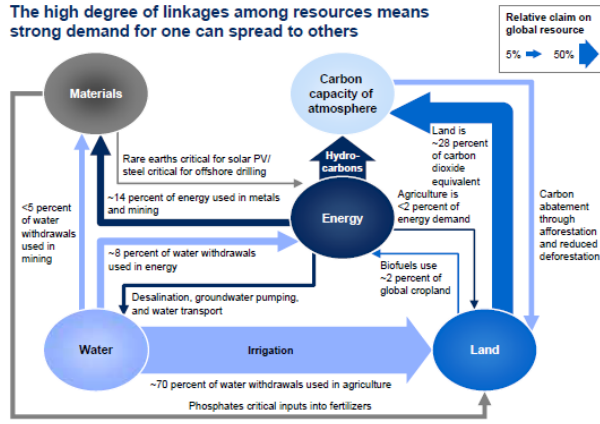 The high degree of linkages among resources means
strong demand for one can spread to others
Relative claim on
global resource
5% 50%
Materials
Carbon
capacity of
atmosphere
Rare earths critical for solar PV/
steel critical for offshore drilling
Hydro-
carbons
Land is
~28 percent
of carbon
dioxide
equivalent
~14 percent of energy used in metals
and mining
Energy
Agriculture is
<2 percent of
energy demand
Carbon
abatement
through
afforestation
and reduced
deforestation
<5 percent
of water
withdrawals
used in
mining
~8 percent of water withdrawals
used in energy
Biofuels use
~2 percent of
global cropland
Desalination, groundwater pumping,
and water transport
Water
Irrigation
Land
~70 percent of water withdrawals used in agriculture
Phosphates critical inputs into fertilizers